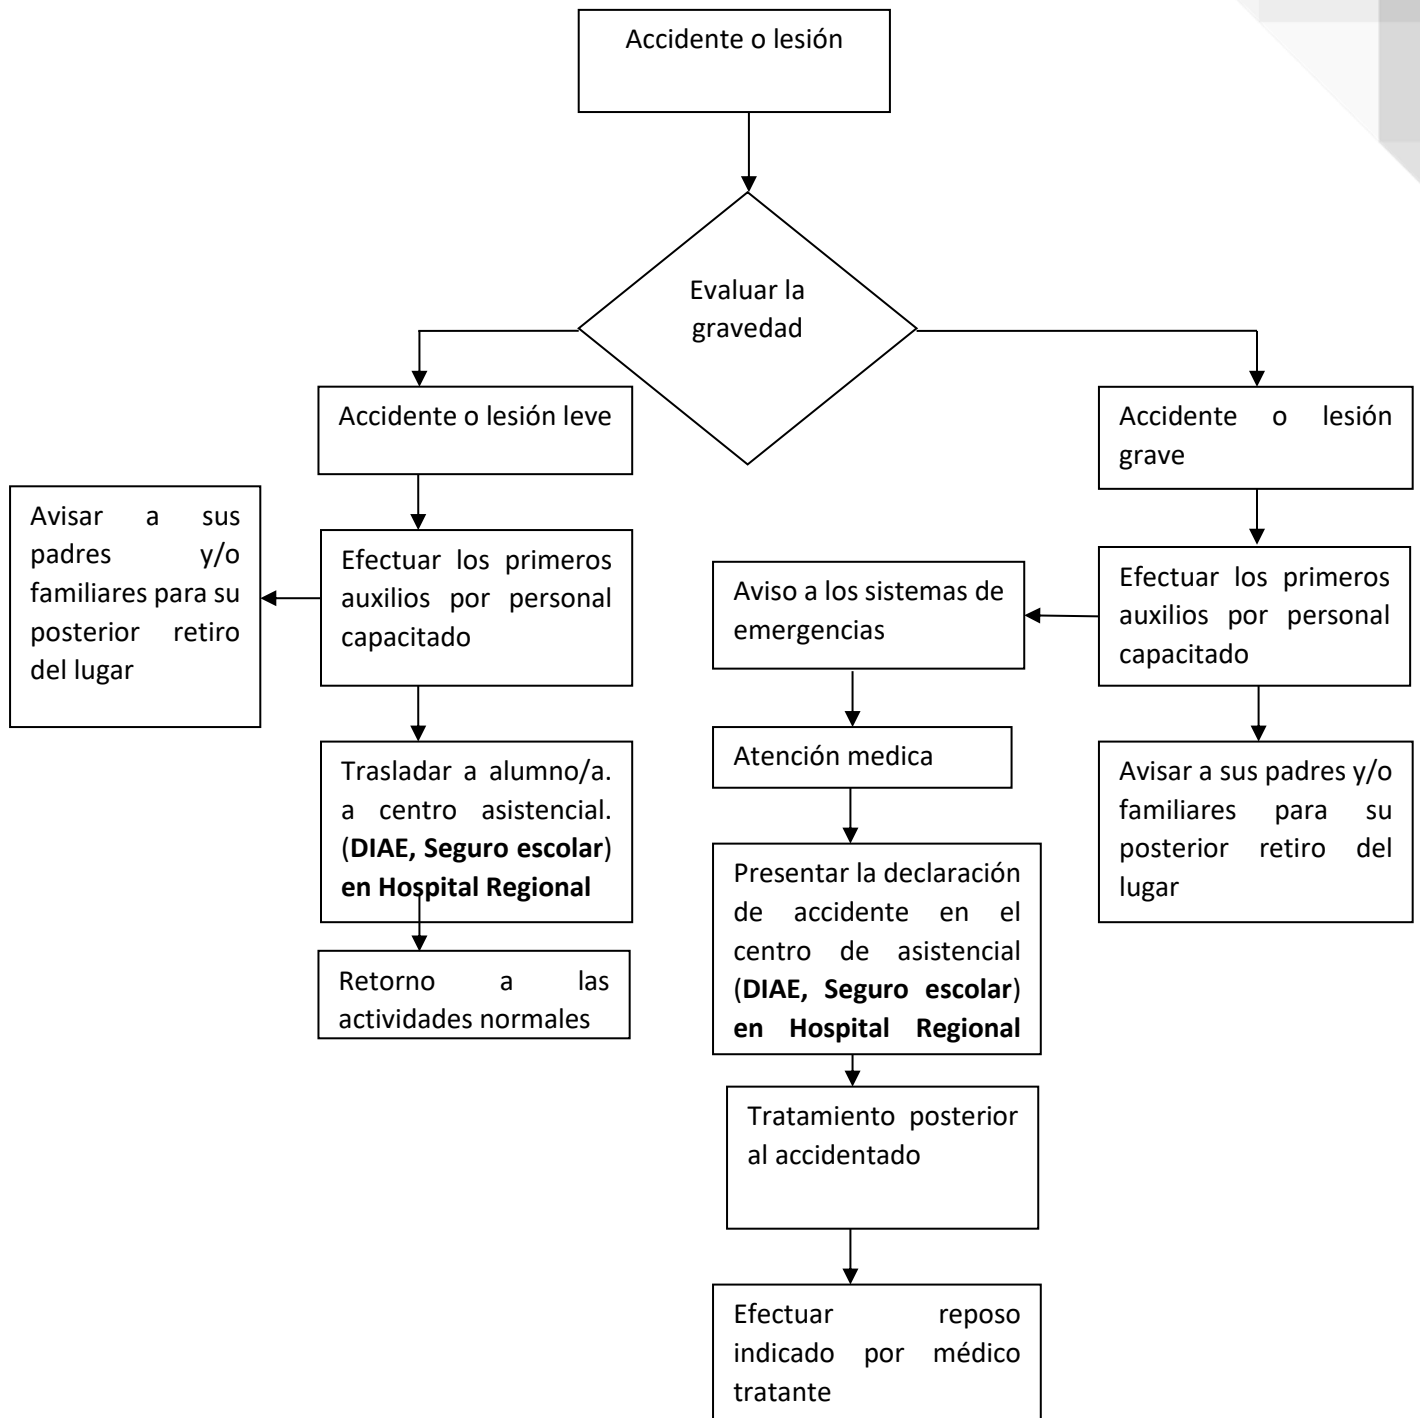 Accidente o lesión
Evaluar la
gravedad
Accidente o lesión leve
Accidente o lesión
grave
Avisar a sus
padres y/o
familiares para su
posterior retiro
del lugar
Efectuar los primeros
auxilios por personal
capacitado
Aviso a los sistemas de
emergencias
Efectuar los primeros
auxilios por personal
capacitado
Trasladar a alumno/a.
a centro asistencial.
(DIAE, Seguro escolar)
en Hospital Regional
Atención medica
Avisar a sus padres y/o
familiares para su
posterior retiro del
lugar
Retorno a las
actividades normales
Presentar la declaración
de accidente en el
centro de asistencial
(DIAE, Seguro escolar)
en Hospital Regional
Tratamiento posterior
al accidentado
Efectuar reposo
indicado por médico
tratante